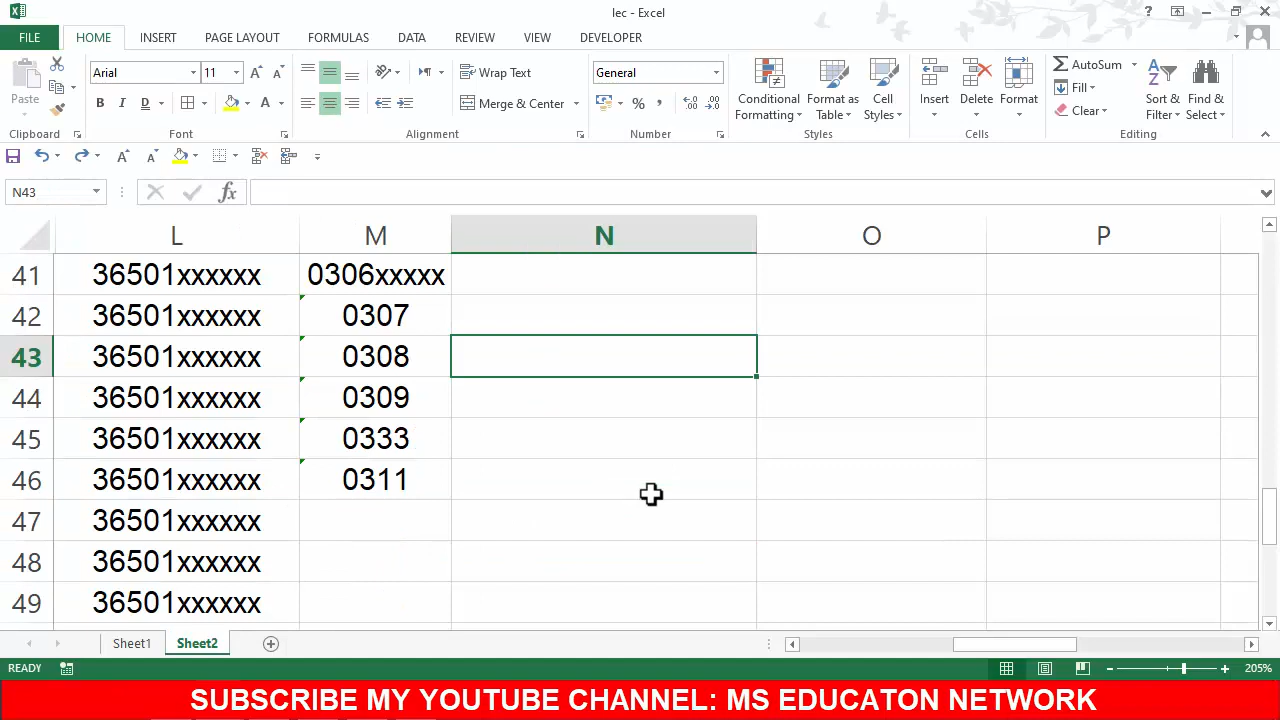 lec - Excel
FILE HOME INSERT PAGE LAYOUT FORMULAS DATA REVIEW VIEW DEVELOPER
Arial 11 Wrap Text General AutoSum
Paste B I D Merge & Center % , Conditional Formatting Format as Table Cell Styles Insert Delete Format Fill Clear Sort & Filter Find & Select
Clipboard Font Alignment Number Styles Cells Editing
N43 fx
L M N O P
41 36501xxxxxx 0306xxxxx
42 36501xxxxxx 0307
43 36501xxxxxx 0308
44 36501xxxxxx 0309
45 36501xxxxxx 0333
46 36501xxxxxx 0311
47 36501xxxxxx
48 36501xxxxxx
49 36501xxxxxx
Sheet1 Sheet2
READY 205%
SUBSCRIBE MY YOUTUBE CHANNEL: MS EDUCATON NETWORK